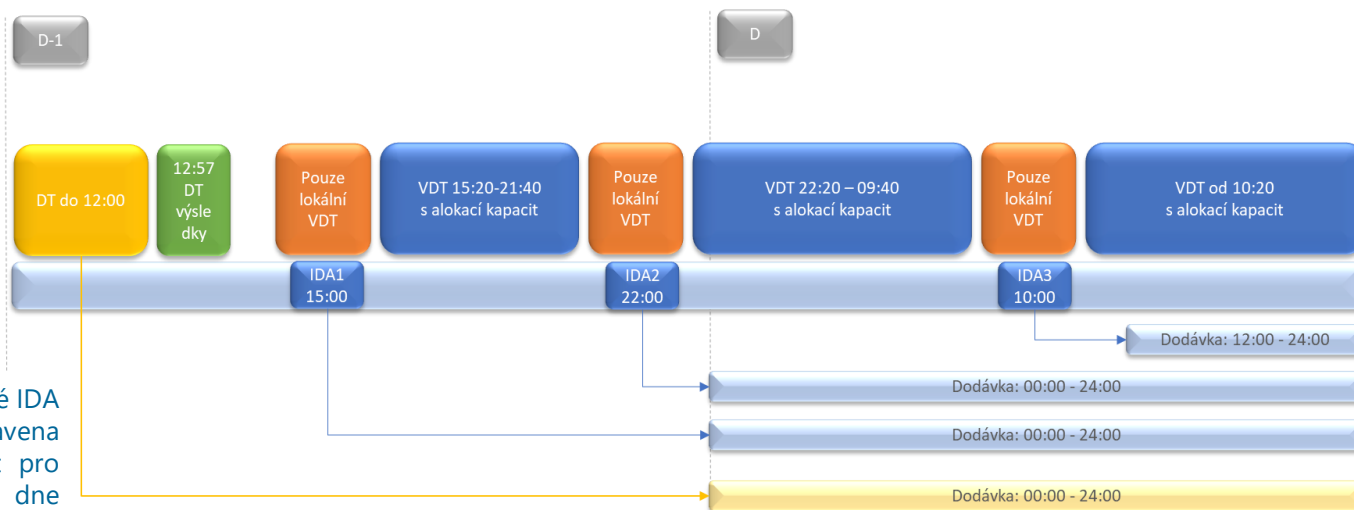 D-1
D
DT do 12:00
12:57
DT
výsle
dky
Pouze
lokální
VDT
VDT 15:20-21:40
s alokací kapacit
Pouze
lokální
VDT
VDT 22:20 – 09:40
s alokací kapacit
Pouze
lokální
VDT
VDT od 10:20
s alokací kapacit
IDA1
15:00
IDA2
22:00
IDA3
10:00
Dodávka: 12:00 - 24:00
Dodávka: 00:00 - 24:00
Dodávka: 00:00 - 24:00
Dodávka: 00:00 - 24:00
é IDA
pro
dne